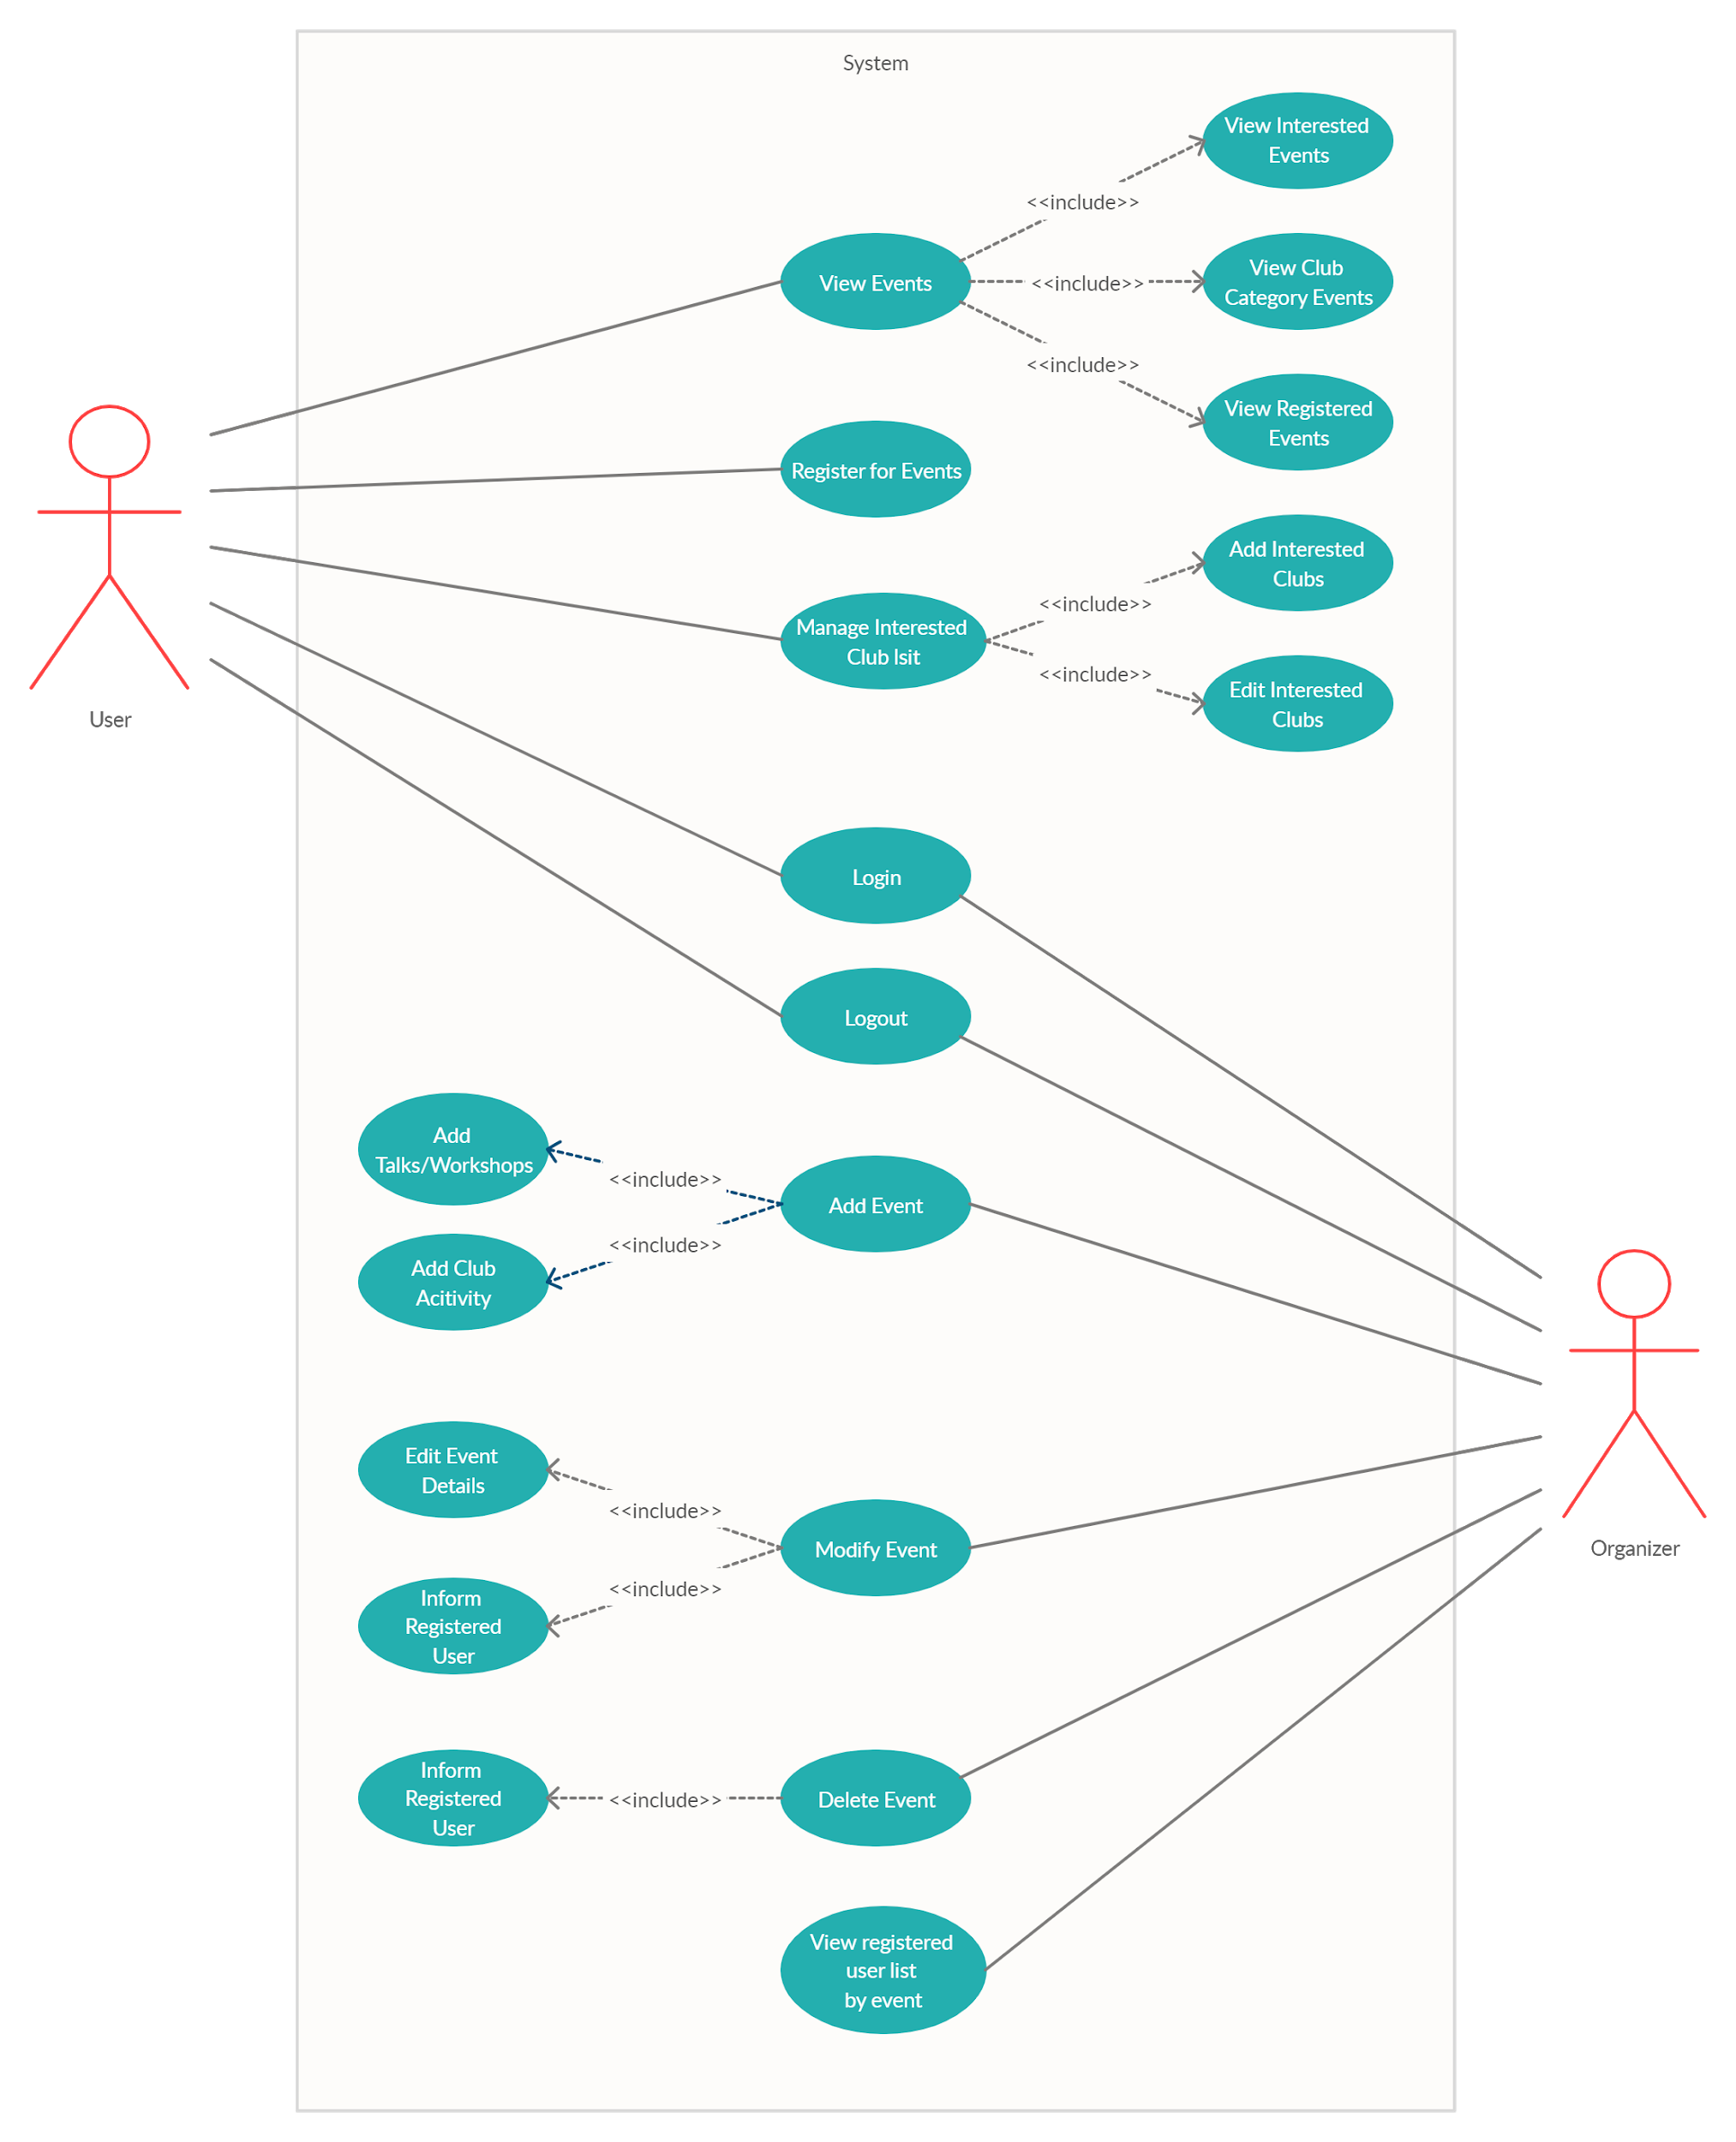 System
View Interested
Events
<<include>>
View Events
<<include>>
View Club
Category Events
<<include>>
View Registered
Events
Register for Events
Add Interested
Clubs
<<include>>
Manage Interested
Club lsit
<<include>>
Edit Interested
Clubs
User
Login
Logout
Add
Talks/Workshops
<<include>>
Add Event
<<include>>
Add Club
Acitivity
Edit Event
Details
<<include>>
Modify Event
<<include>>
Inform
Registered
User
Organizer
Inform
Registered
User
<<include>>
Delete Event
View registered
user list
by event